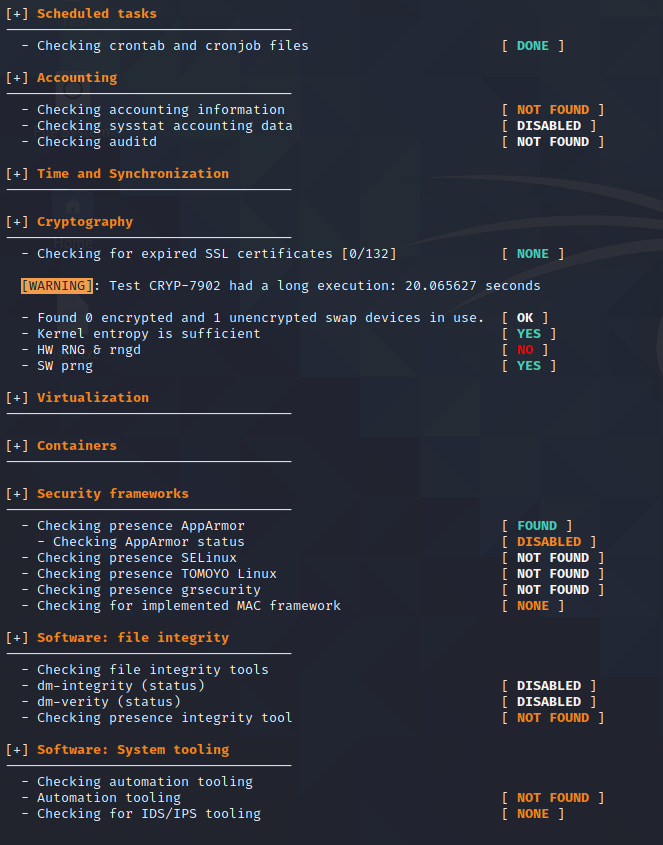 [+] Scheduled tasks
------------------------------------
- Checking crontab and cronjob files [ DONE ]
[+] Accounting
------------------------------------
- Checking accounting information [ NOT FOUND ]
- Checking sysstat accounting data [ DISABLED ]
- Checking auditd [ NOT FOUND ]
[+] Time and Synchronization
------------------------------------
[+] Cryptography
------------------------------------
- Checking for expired SSL certificates [0/132] [ NONE ]
[WARNING]: Test CRYP-7902 had a long execution: 20.065627 seconds
- Found 0 encrypted and 1 unencrypted swap devices in use. [ OK ]
- Kernel entropy is sufficient [ YES ]
- HW RNG & rngd [ NO ]
- SW prng [ YES ]
[+] Virtualization
------------------------------------
[+] Containers
------------------------------------
[+] Security frameworks
------------------------------------
- Checking presence AppArmor [ FOUND ]
- Checking AppArmor status [ DISABLED ]
- Checking presence SELinux [ NOT FOUND ]
- Checking presence TOMOYO Linux [ NOT FOUND ]
- Checking presence grsecurity [ NOT FOUND ]
- Checking for implemented MAC framework [ NONE ]
[+] Software: file integrity
------------------------------------
- Checking file integrity tools
- dm-integrity (status) [ DISABLED ]
- dm-verity (status) [ DISABLED ]
- Checking presence integrity tool [ NOT FOUND ]
[+] Software: System tooling
------------------------------------
- Checking automation tooling
- Automation tooling [ NOT FOUND ]
- Checking for IDS/IPS tooling [ NONE ]